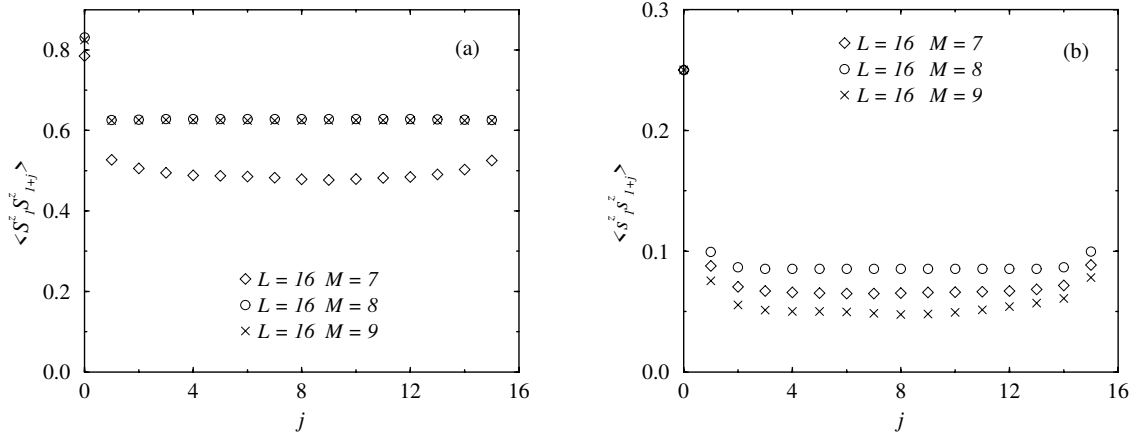 (a)
0.8
0.6
0.4
0.2
0.0
<S^z_l S^z_{l+j}>
L = 16 M = 7
L = 16 M = 8
L = 16 M = 9
0 4 8 12 16
j
(b)
0.3
0.2
0.1
0.0
<s^z_l s^z_{l+j}>
L = 16 M = 7
L = 16 M = 8
L = 16 M = 9
0 4 8 12 16
j